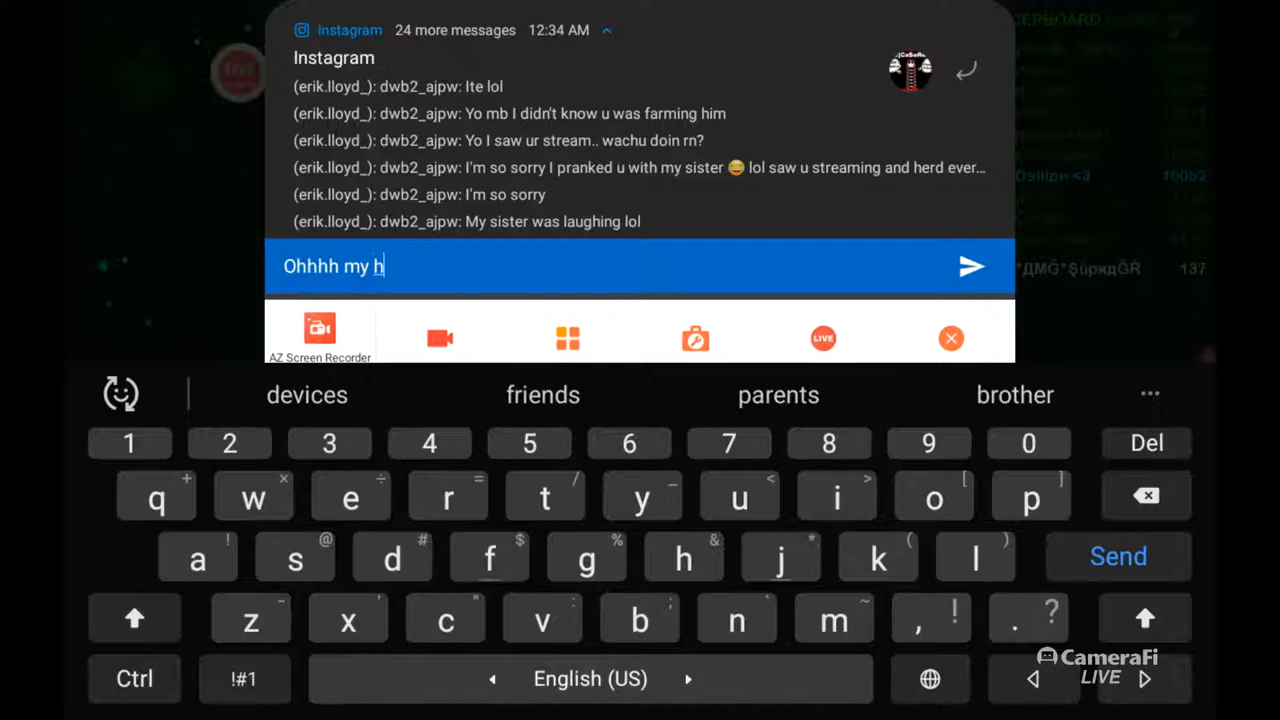 DERBOARD
Instagram 24 more messages 12:34 AM
Instagram
(erik.lloyd_): dwb2_ajpw: Ite lol
(erik.lloyd_): dwb2_ajpw: Yo mb I didn't know u was farming him
(erik.lloyd_): dwb2_ajpw: Yo I saw ur stream.. wachu doin rn?
(erik.lloyd_): dwb2_ajpw: I'm so sorry I pranked u with my sister 😂 lol saw u streaming and herd ever...
<3 10052
(erik.lloyd_): dwb2_ajpw: I'm so sorry
(erik.lloyd_): dwb2_ajpw: My sister was laughing lol
Ohhhh my h
137
LIVE
AZ Screen Recorder
devices friends parents brother ...
1 2 3 4 5 6 7 8 9 0 Del
q + w × e ÷ r = t / y _ u < i > o [ p ]
a ! s @ d # f $ g % h & j * k ( l ) Send
z - x ' c " v : b ; n ' m ~ , ! . ?
CameraFi
LIVE
Ctrl !#1 English (US)